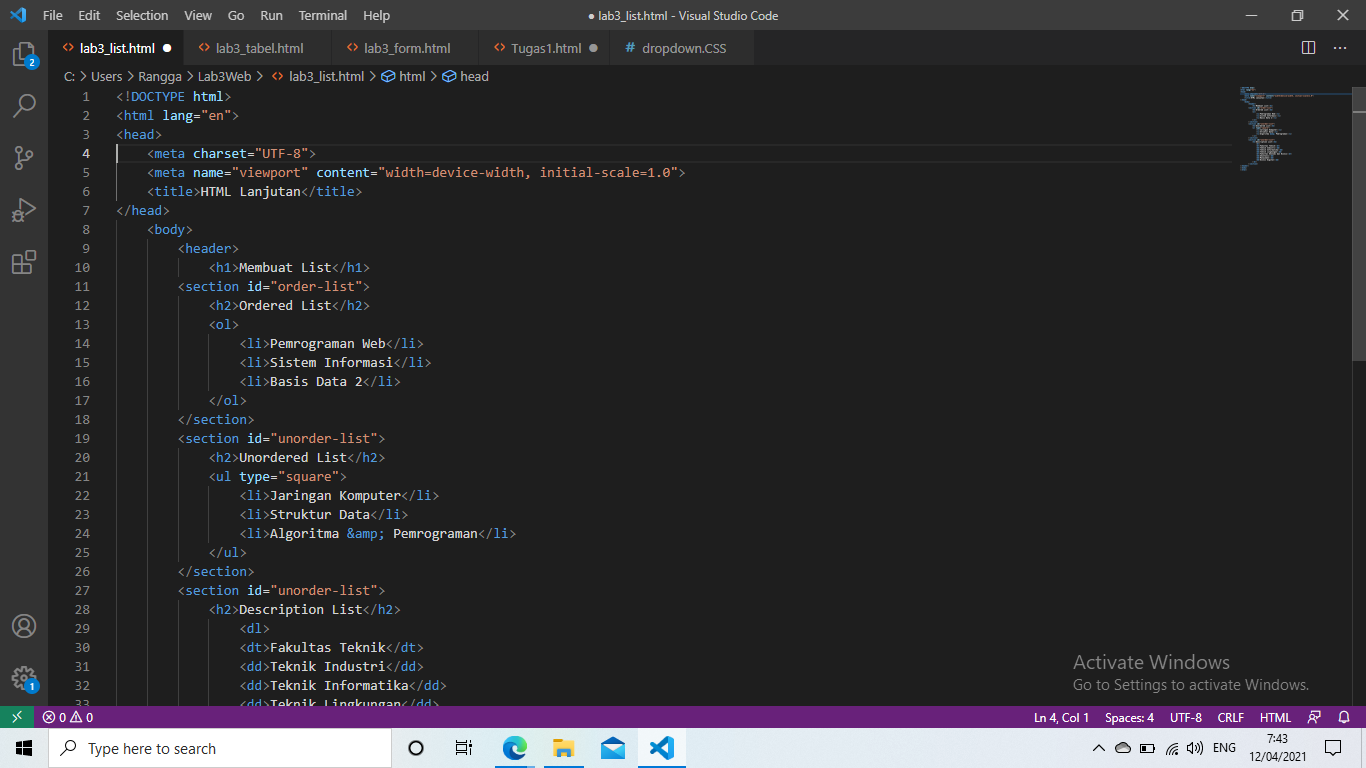 File Edit Selection View Go Run Terminal Help
● lab3_list.html - Visual Studio Code
<> lab3_list.html ● <> lab3_tabel.html <> lab3_form.html <> Tugas1.html ● # dropdown.CSS ...
C: > Users > Rangga > Lab3Web > <> lab3_list.html > html > head
1 <!DOCTYPE html>
2 <html lang="en">
3 <head>
4 <meta charset="UTF-8">
5 <meta name="viewport" content="width=device-width, initial-scale=1.0">
6 <title>HTML Lanjutan</title>
7 </head>
8 <body>
9 <header>
10 <h1>Membuat List</h1>
11 <section id="order-list">
12 <h2>Ordered List</h2>
13 <ol>
14 <li>Pemrograman Web</li>
15 <li>Sistem Informasi</li>
16 <li>Basis Data 2</li>
17 </ol>
18 </section>
19 <section id="unorder-list">
20 <h2>Unordered List</h2>
21 <ul type="square">
22 <li>Jaringan Komputer</li>
23 <li>Struktur Data</li>
24 <li>Algoritma &amp; Pemrograman</li>
25 </ul>
26 </section>
27 <section id="unorder-list">
28 <h2>Description List</h2>
29 <dl>
30 <dt>Fakultas Teknik</dt>
31 <dd>Teknik Industri</dd>
32 <dd>Teknik Informatika</dd>
33 <dd>Teknik Lingkungan</dd>
2
1
Activate Windows
Go to Settings to activate Windows.
0 0
Ln 4, Col 1 Spaces: 4 UTF-8 CRLF HTML
Type here to search
ENG
7:43
12/04/2021